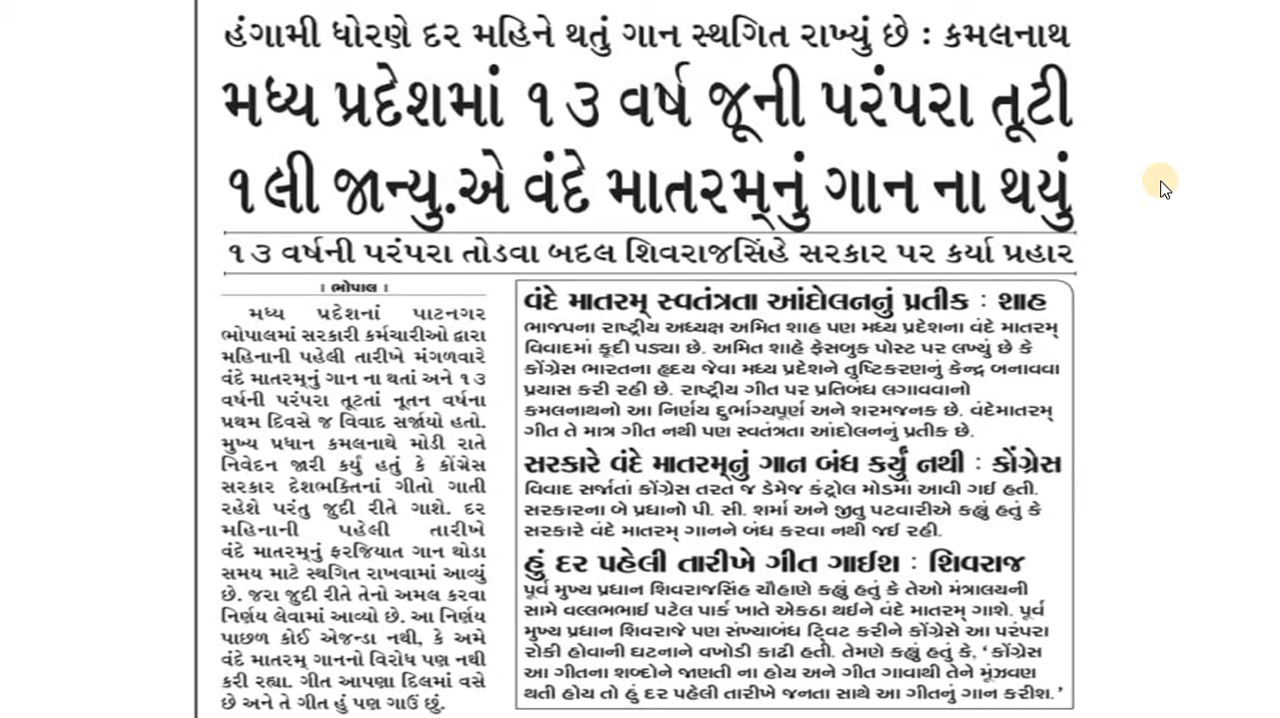 હંગામી ધોરણે દર મહિને થતું ગાન સ્થગિત રાખ્યું છે : કમલનાથ
મધ્ય પ્રદેશમાં ૧૩ વર્ષ જૂની પરંપરા તૂટી
૧લી જાન્યુ.એ વંદે માતરમ્‌નું ગાન ના થયું
૧૩ વર્ષની પરંપરા તોડવા બદલ શિવરાજસિંહે સરકાર પર કર્યા પ્રહાર
। ભોપાલ ।
મધ્ય પ્રદેશનાં પાટનગર
ભોપાલમાં સરકારી કર્મચારીઓ દ્વારા
મહિનાની પહેલી તારીખે મંગળવારે
વંદે માતરમ્‌નું ગાન ના થતાં અને ૧૩
વર્ષની પરંપરા તૂટતાં નૂતન વર્ષના
પ્રથમ દિવસે જ વિવાદ સર્જાયો હતો.
મુખ્ય પ્રધાન કમલનાથે મોડી રાતે
નિવેદન જારી કર્યું હતું કે કોંગ્રેસ
સરકાર દેશભક્તિનાં ગીતો ગાતી
રહેશે પરંતુ જુદી રીતે ગાશે. દર
મહિનાની પહેલી તારીખે
વંદે માતરમ્‌નું ફરજિયાત ગાન થોડા
સમય માટે સ્થગિત રાખવામાં આવ્યું
છે. જરા જુદી રીતે તેનો અમલ કરવા
નિર્ણય લેવામાં આવ્યો છે. આ નિર્ણય
પાછળ કોઈ એજન્ડા નથી, કે અમે
વંદે માતરમ્ ગાનનો વિરોધ પણ નથી
કરી રહ્યા. ગીત આપણા દિલમાં વસે
છે અને તે ગીત હું પણ ગાઉં છું.
વંદે માતરમ્ સ્વતંત્રતા આંદોલનનું પ્રતીક : શાહ
ભાજપના રાષ્ટ્રીય અધ્યક્ષ અમિત શાહ પણ મધ્ય પ્રદેશના વંદે માતરમ્
વિવાદમાં કૂદી પડ્યા છે. અમિત શાહે ફેસબુક પોસ્ટ પર લખ્યું છે કે
કોંગ્રેસ ભારતના હૃદય જેવા મધ્ય પ્રદેશને તુષ્ટિકરણનું કેન્દ્ર બનાવવા
પ્રયાસ કરી રહી છે. રાષ્ટ્રીય ગીત પર પ્રતિબંધ લગાવવાનો
કમલનાથનો આ નિર્ણય દુર્ભાગ્યપૂર્ણ અને શરમજનક છે. વંદેમાતરમ્
ગીત તે માત્ર ગીત નથી પણ સ્વતંત્રતા આંદોલનનું પ્રતીક છે.
સરકારે વંદે માતરમ્‌નું ગાન બંધ કર્યું નથી : કોંગ્રેસ
વિવાદ સર્જાતાં કોંગ્રેસ તરત જ ડેમેજ કંટ્રોલ મોડમાં આવી ગઈ હતી.
સરકારના બે પ્રધાનો પી. સી. શર્મા અને જીતુ પટવારીએ કહ્યું હતું કે
સરકારે વંદે માતરમ્ ગાનને બંધ કરવા નથી જઈ રહી.
હું દર પહેલી તારીખે ગીત ગાઈશ : શિવરાજ
પૂર્વ મુખ્ય પ્રધાન શિવરાજસિંહ ચૌહાણે કહ્યું હતું કે તેઓ મંત્રાલયની
સામે વલ્લભભાઈ પટેલ પાર્ક ખાતે એકઠા થઈને વંદે માતરમ્ ગાશે. પૂર્વ
મુખ્ય પ્રધાન શિવરાજે પણ સંખ્યાબંધ ટ્વિટ કરીને કોંગ્રેસે આ પરંપરા
રોકી હોવાની ઘટનાને વખોડી કાઢી હતી. તેમણે કહ્યું હતું કે, ‘ કોંગ્રેસ
આ ગીતના શબ્દોને જાણતી ના હોય અને ગીત ગાવાથી તેને મૂંઝવણ
થતી હોય તો હું દર પહેલી તારીખે જનતા સાથે આ ગીતનું ગાન કરીશ. ’